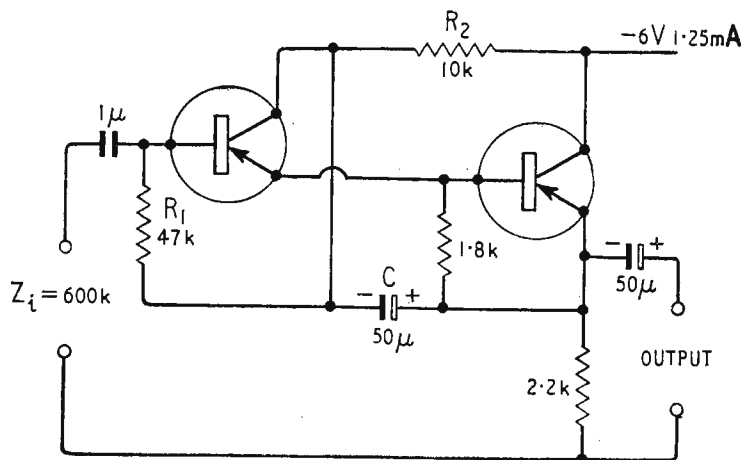 R2
10k
−6V 1·25mA
1μ
R1
47k
1·8k
Zi = 600k
− C +
50μ
− +
50μ
2·2k
OUTPUT